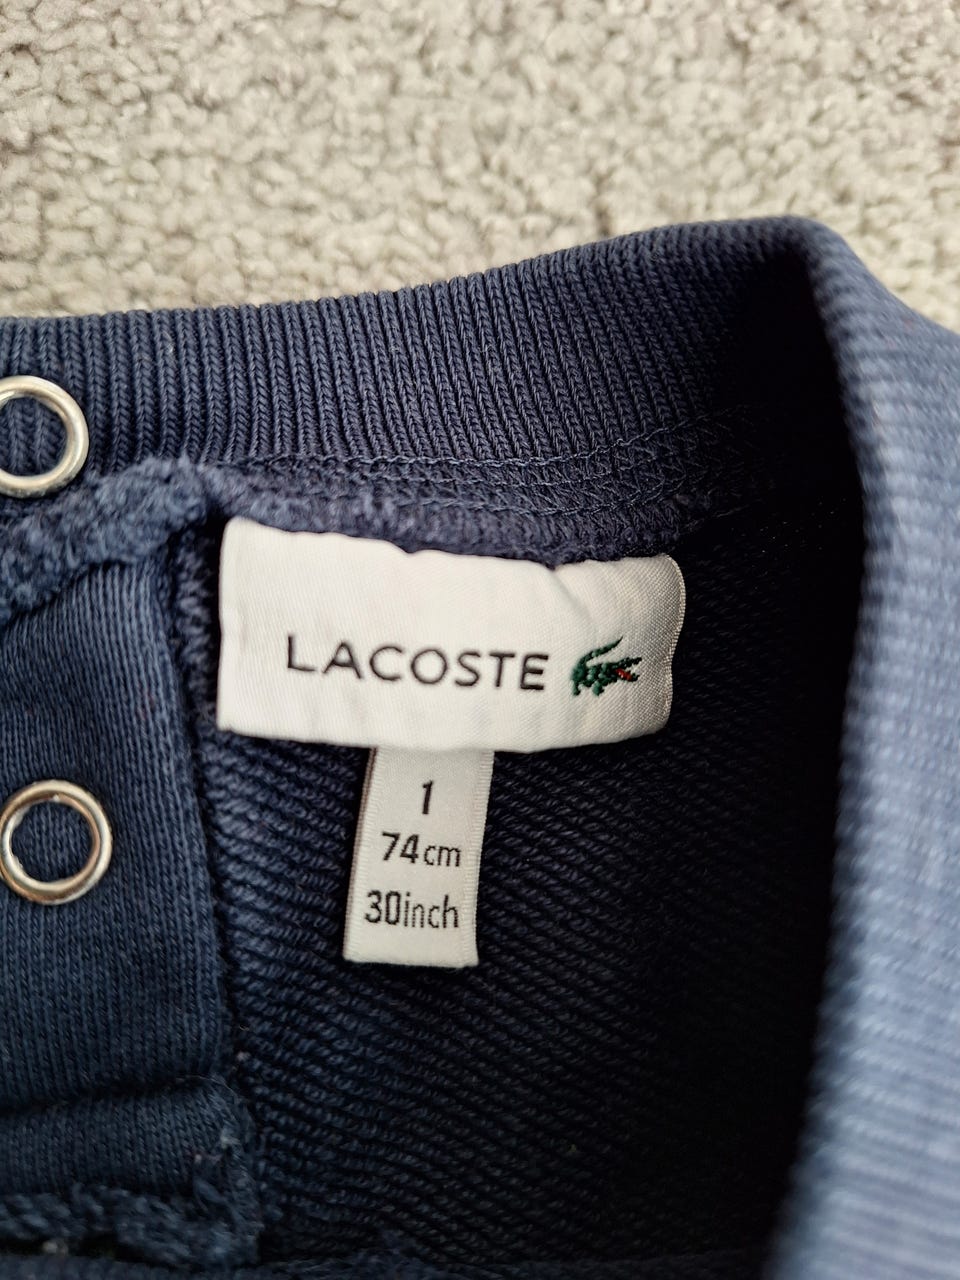 LACOSTE
1
74cm
30inch